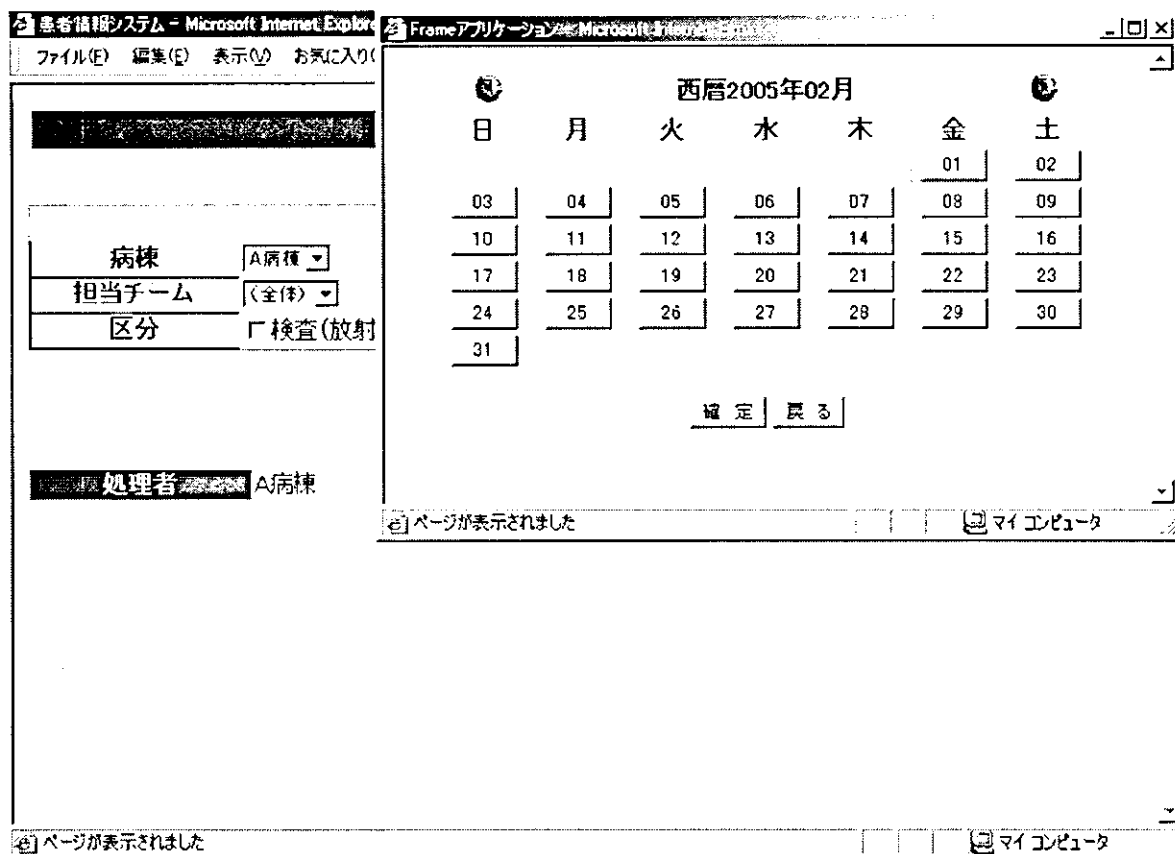 患者情報システム - Microsoft Internet Explore
ファイル(F) 編集(E) 表示(V) お気に入り(
病棟 A病棟
担当チーム (全体)
区分 検査(放射
処理者 A病棟
ページが表示されました マイ コンピュータ
Frameアプリケーション - Microsoft
西暦2005年02月
日 月 火 水 木 金 土
01 02
03 04 05 06 07 08 09
10 11 12 13 14 15 16
17 18 19 20 21 22 23
24 25 26 27 28 29 30
31
確 定 戻 る
ページが表示されました マイ コンピュータ